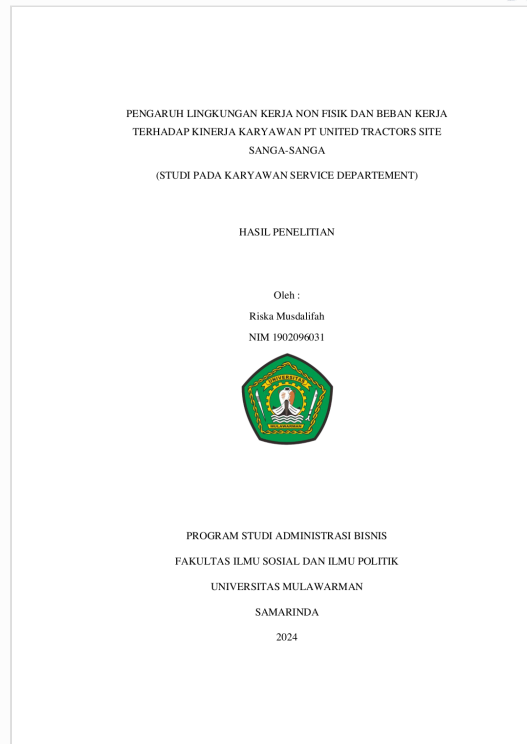 PENGARUH LINGKUNGAN KERJA NON FISIK DAN BEBAN KERJA
TERHADAP KINERJA KARYAWAN PT UNITED TRACTORS SITE
SANGA-SANGA
(STUDI PADA KARYAWAN SERVICE DEPARTEMENT)
HASIL PENELITIAN
Oleh :
Riska Musdalifah
NIM 1902096031
UNIVERSITAS
MULAWARMAN
PROGRAM STUDI ADMINISTRASI BISNIS
FAKULTAS ILMU SOSIAL DAN ILMU POLITIK
UNIVERSITAS MULAWARMAN
SAMARINDA
2024